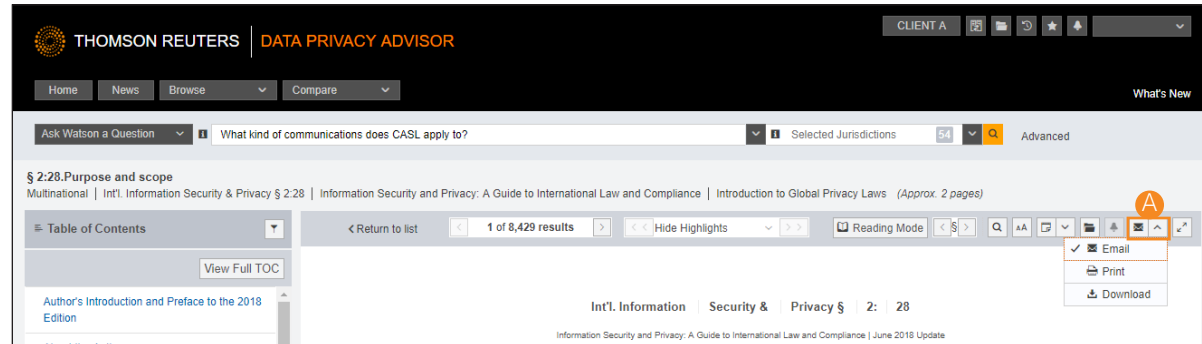 THOMSON REUTERS DATA PRIVACY ADVISOR
CLIENT A
Home News Browse Compare
What's New
Ask Watson a Question What kind of communications does CASL apply to? Selected Jurisdictions 54 Advanced
§ 2:28.Purpose and scope
Multinational | Int'l. Information Security & Privacy § 2:28 | Information Security and Privacy: A Guide to International Law and Compliance | Introduction to Global Privacy Laws (Approx. 2 pages)
A
Table of Contents
Return to list 1 of 8,429 results Hide Highlights Reading Mode § AA
Email
Print
Download
View Full TOC
Author's Introduction and Preface to the 2018
Edition
Int'l. Information Security & Privacy § 2: 28
Information Security and Privacy: A Guide to International Law and Compliance | June 2018 Update